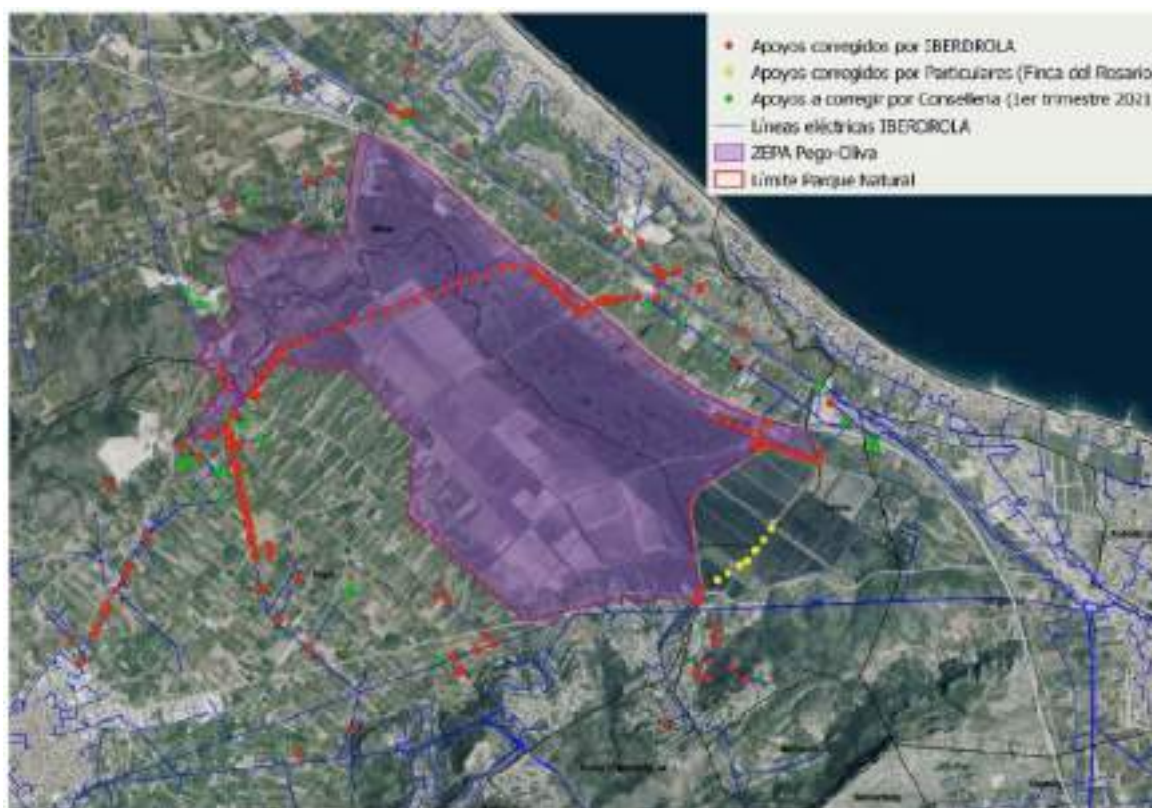 Apoyos corregidos por IBERDROLA
Apoyos corregidos por Particulares (Finca del Rosario
Apoyos a corregir por Conselleria (1er trimestre 2021
Líneas eléctricas IBERDROLA
ZEPA Pego-Oliva
Límite Parque Natural
Pego